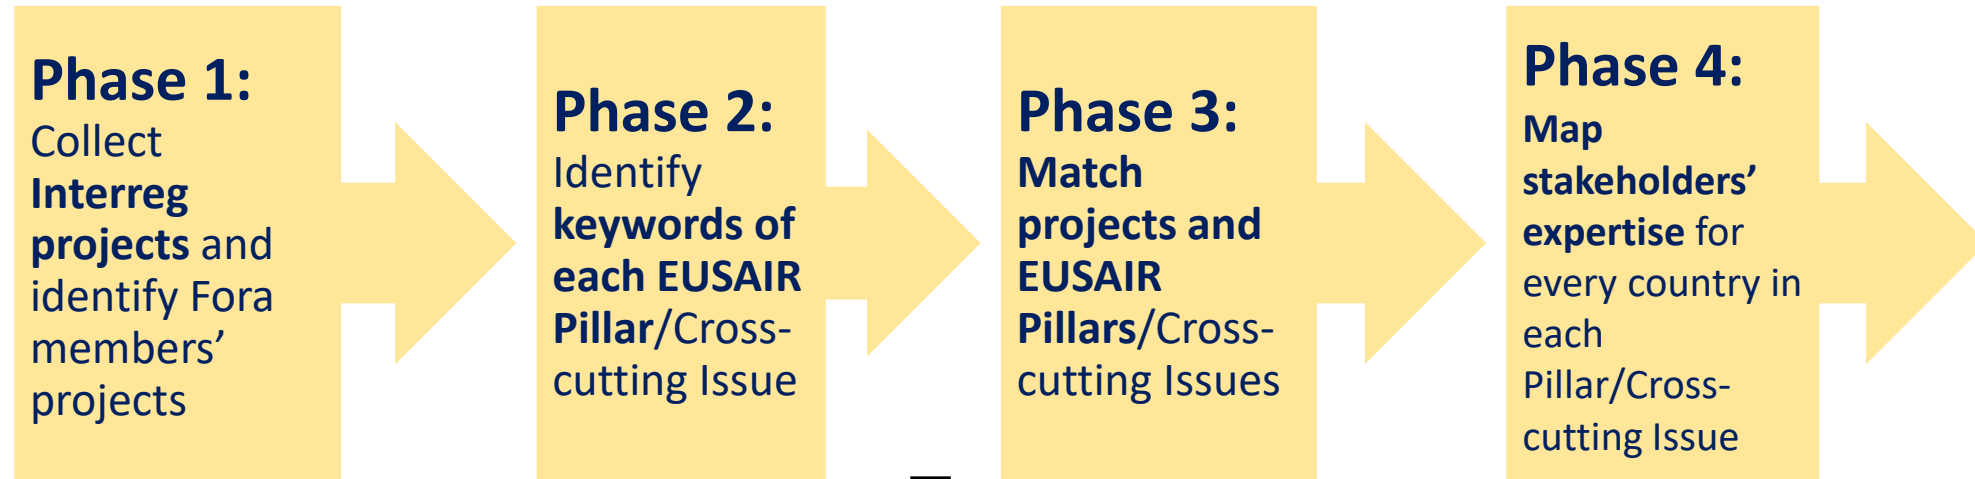 Phase 1:
Collect
Interreg
projects and
identify Fora
members’
projects
Phase 2:
Identify
keywords of
each EUSAIR
Pillar/Cross-
cutting Issue
Phase 3:
Match
projects and
EUSAIR
Pillars/Cross-
cutting Issues
Phase 4:
Map
stakeholders’
expertise for
every country in
each
Pillar/Cross-
cutting Issue